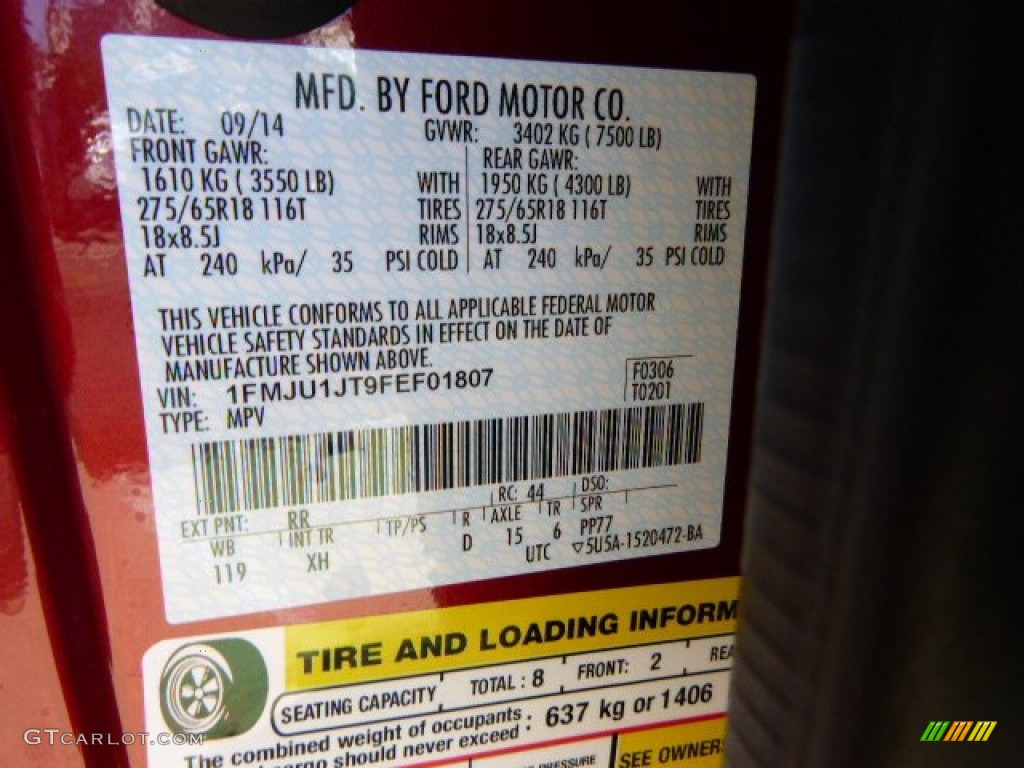 MFD. BY FORD MOTOR CO.
DATE: 09/14 GVWR: 3402 KG ( 7500 LB)
FRONT GAWR: REAR GAWR:
1610 KG ( 3550 LB) WITH 1950 KG ( 4300 LB) WITH
275/65R18 116T TIRES 275/65R18 116T TIRES
18x8.5J RIMS 18x8.5J RIMS
AT 240 kPa/ 35 PSI COLD AT 240 kPa/ 35 PSI COLD
THIS VEHICLE CONFORMS TO ALL APPLICABLE FEDERAL MOTOR
VEHICLE SAFETY STANDARDS IN EFFECT ON THE DATE OF
MANUFACTURE SHOWN ABOVE.
VIN: 1FMJU1JT9FEF01807 F0306
TYPE: MPV T0201
RC: 44 DSO:
EXT PNT: RR
WB INT TR TP/PS R AXLE TR SPR
119 XH D 15 6 PP77
UTC ▽5U5A-1520472-BA
TIRE AND LOADING INFORM
SEATING CAPACITY TOTAL : 8 FRONT: 2 REA
The combined weight of occupants : 637 kg or 1406
should never exceed
PRESSURE SEE OWNER
GTCARLOT.COM